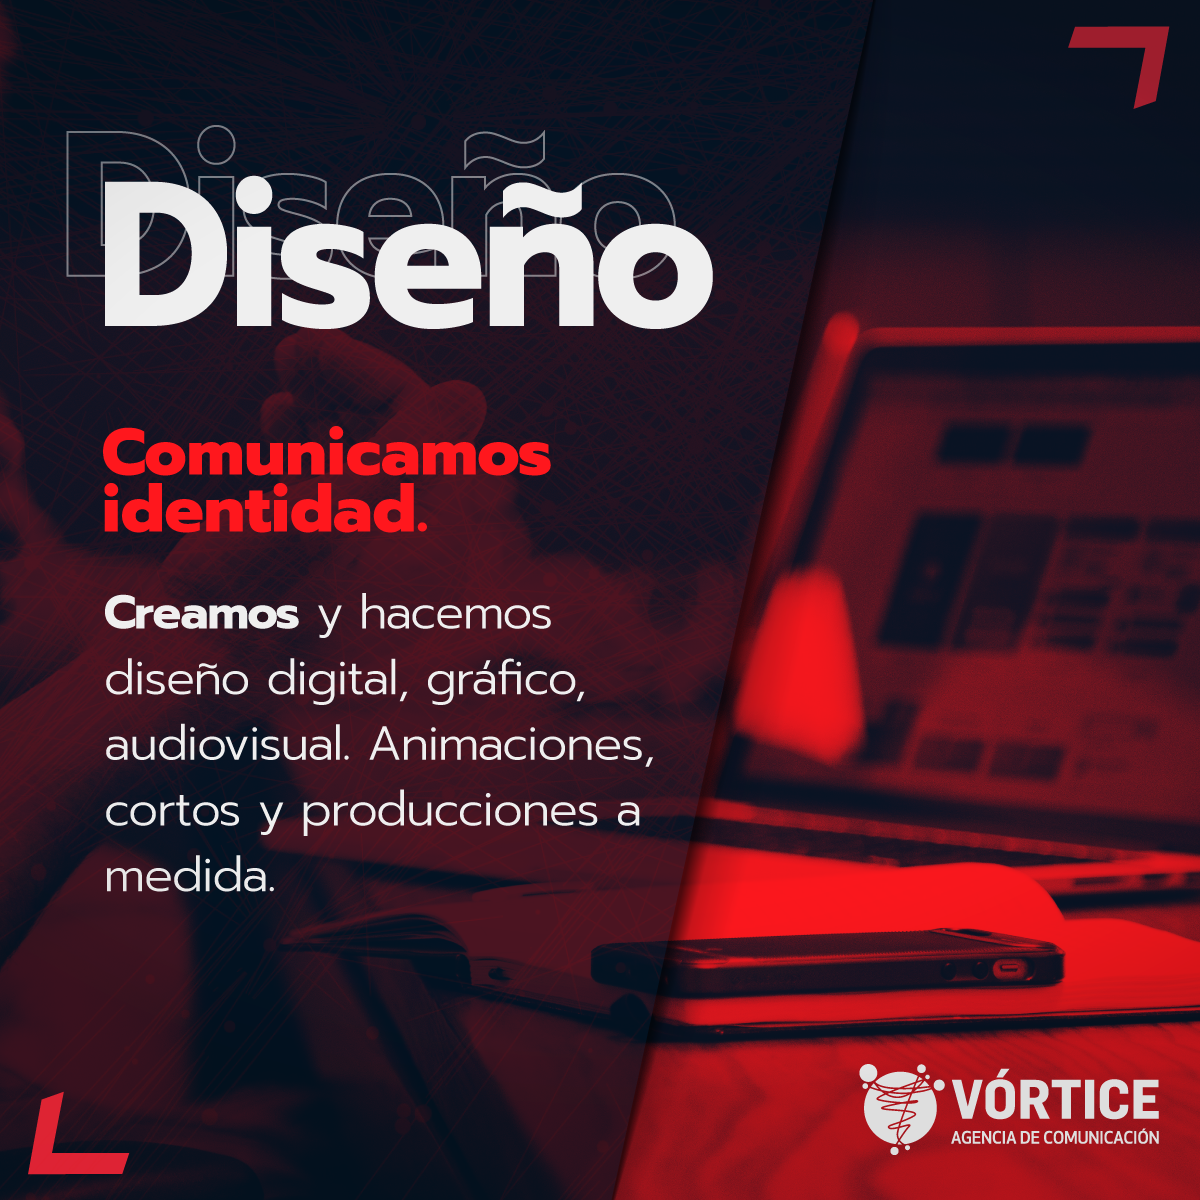 Diseño
Diseño
Comunicamos
identidad.
Creamos y hacemos
diseño digital, gráfico,
audiovisual. Animaciones,
cortos y producciones a
medida.
VÓRTICE
AGENCIA DE COMUNICACIÓN